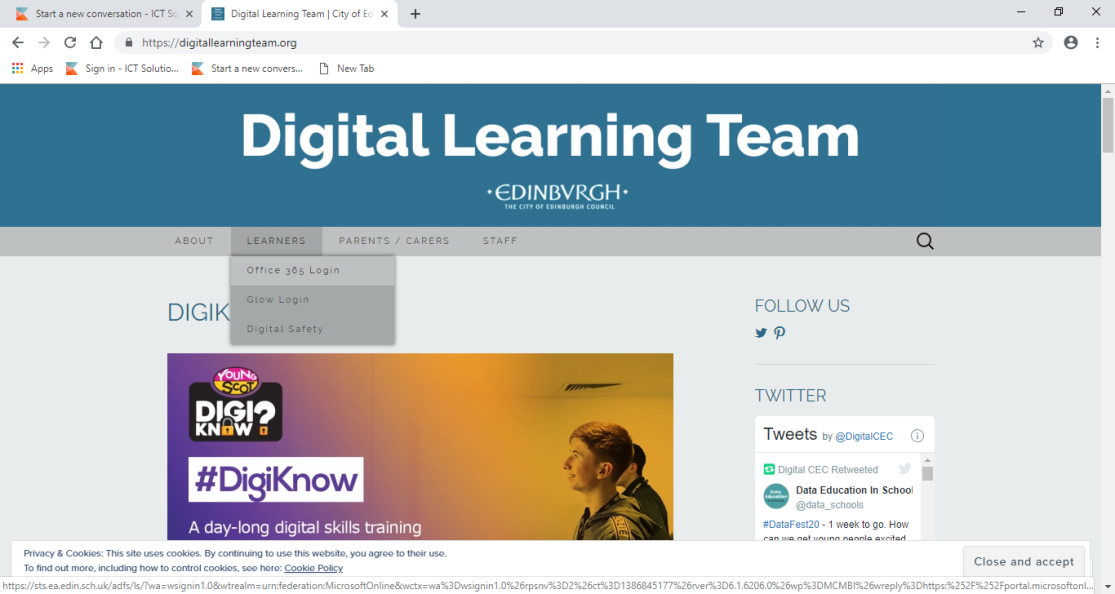 Start a new conversation - ICT So
Digital Learning Team | City of Ed
https://digitallearningteam.org
Apps
Sign in - ICT Solutio...
Start a new convers...
New Tab
Digital Learning Team
•EDINBVRGH•
THE CITY OF EDINBURGH COUNCIL
ABOUT LEARNERS PARENTS / CARERS STAFF
Office 365 Login
Glow Login
Digital Safety
DIGIK
YOUNG
SCOT
DIGI?
KNOW
#DigiKnow
A day-long digital skills training
FOLLOW US
TWITTER
Tweets by @DigitalCEC
Digital CEC Retweeted
Data Education
Data Education In School
@data_schools
#DataFest20 - 1 week to go. How
can we get young people excited
Privacy & Cookies: This site uses cookies. By continuing to use this website, you agree to their use.
To find out more, including how to control cookies, see here: Cookie Policy
Close and accept
https://sts.ea.edin.sch.uk/adfs/ls/?wa=wsignin1.0&wtrealm=urn:federation:MicrosoftOnline&wctx=wa%3Dwsignin1.0%26rpsnv%3D2%26ct%3D1386845177%26rver%3D6.1.6206.0%26wp%3DMCMBI%26wreply%3Dhttps:%252F%252Fportal.microsoftonl...